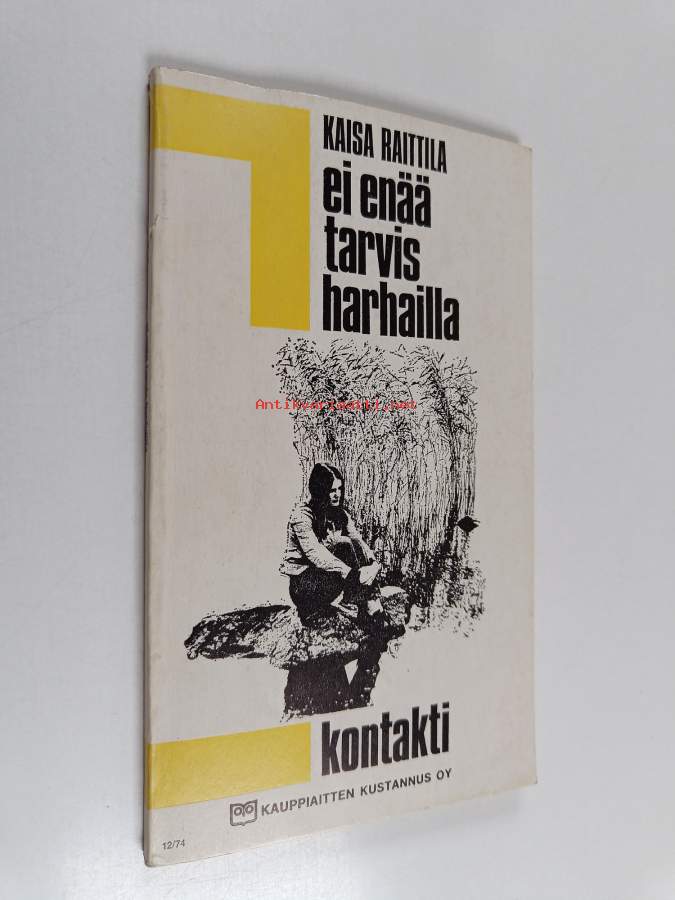 KAISA RAITTILA
ei enää
tarvis
harhailla
Antikvariaatti.net
kontakti
KAUPPIAITTEN KUSTANNUS OY
12/74